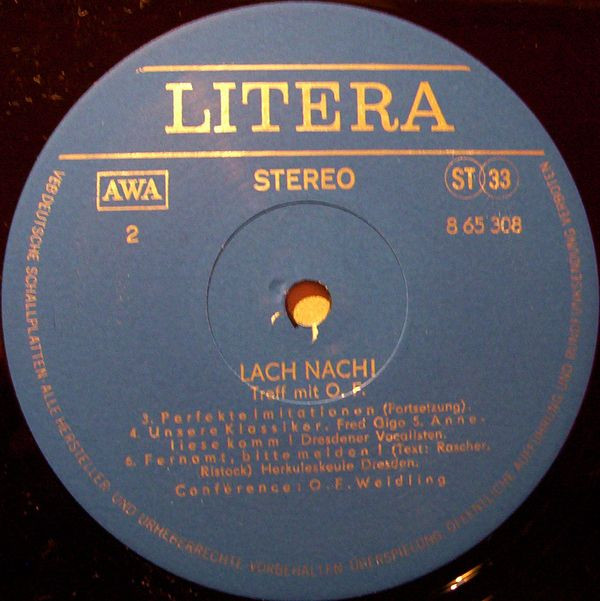 LITERA
AWA
STEREO
ST 33
2
8 65 308
LACH NACH!
Treff mit O. F.
3. Perfekte Imitationen (Fortsetzung).
4. Unsere Klassiker. Fred Gigo 5. Anne-
liese komm! Dresdener Vocalisten.
6. Fernamt, bitte melden! (Text: Rascher,
Ristock) Herkuleskeule Dresden.
Conférence: O. F. Weidling
VEB DEUTSCHE SCHALLPLATTEN · ALLE HERSTELLER- UND URHEBERRECHTE VORBEHALTEN · ÜBERSPIELUNG, ÖFFENTLICHE AUFFÜHRUNG UND RUNDFUNKSENDUNG VERBOTEN